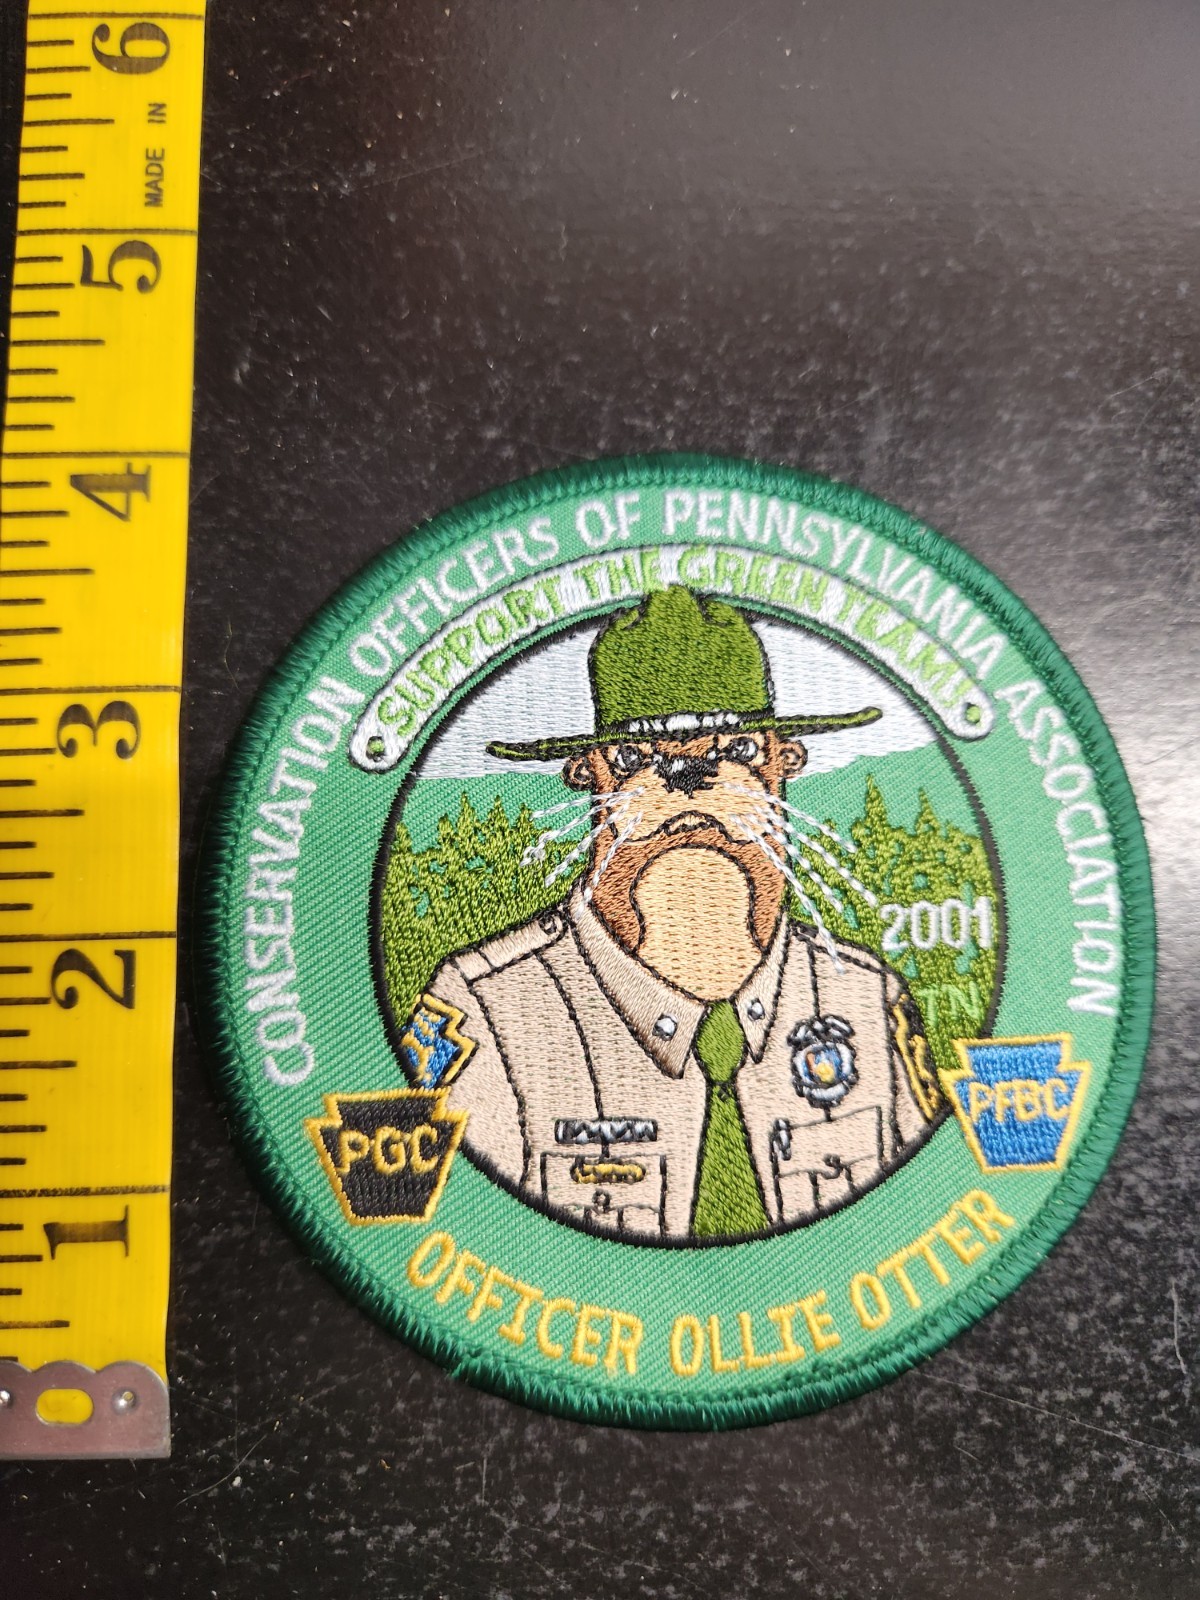 6
MADE IN
5
4
3
2
1
CONSERVATION OFFICERS OF PENNSYLVANIA ASSOCIATION
SUPPORT THE GREEN TEAM!
2001
TN
PGC
PFBC
OFFICER OLLIE OTTER